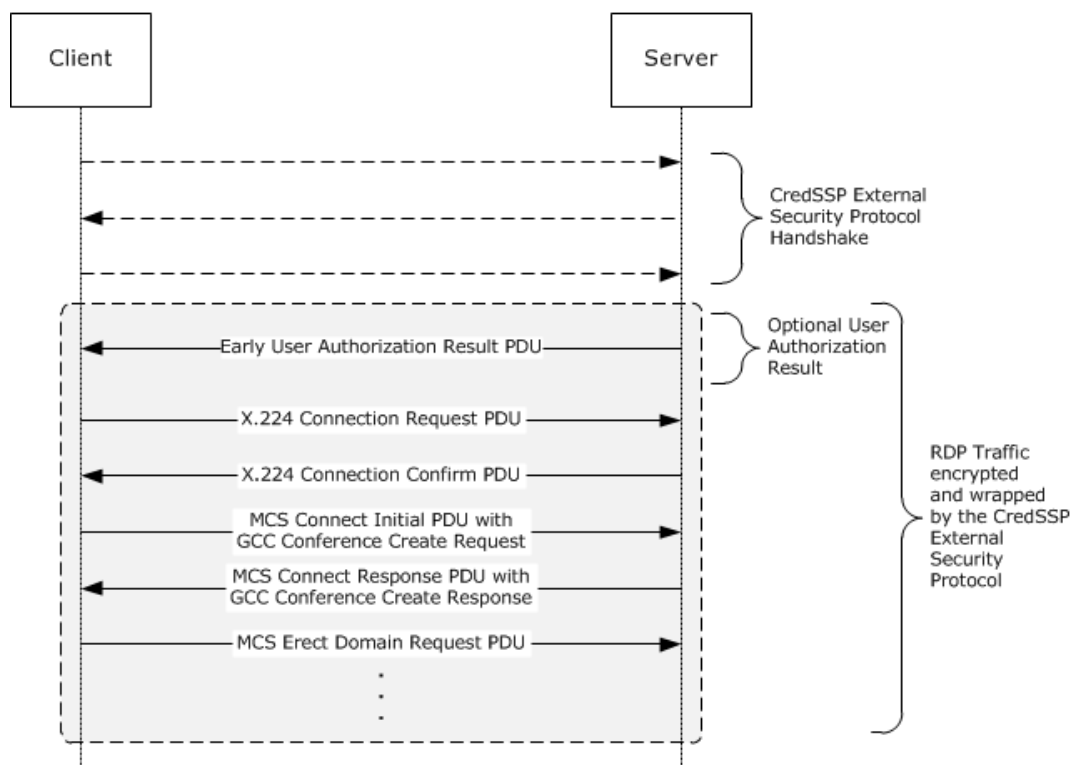 Client
Server
CredSSP External
Security Protocol
Handshake
Early User Authorization Result PDU
Optional User
Authorization
Result
X.224 Connection Request PDU
X.224 Connection Confirm PDU
MCS Connect Initial PDU with
GCC Conference Create Request
MCS Connect Response PDU with
GCC Conference Create Response
MCS Erect Domain Request PDU
RDP Traffic
encrypted
and wrapped
by the CredSSP
External
Security
Protocol